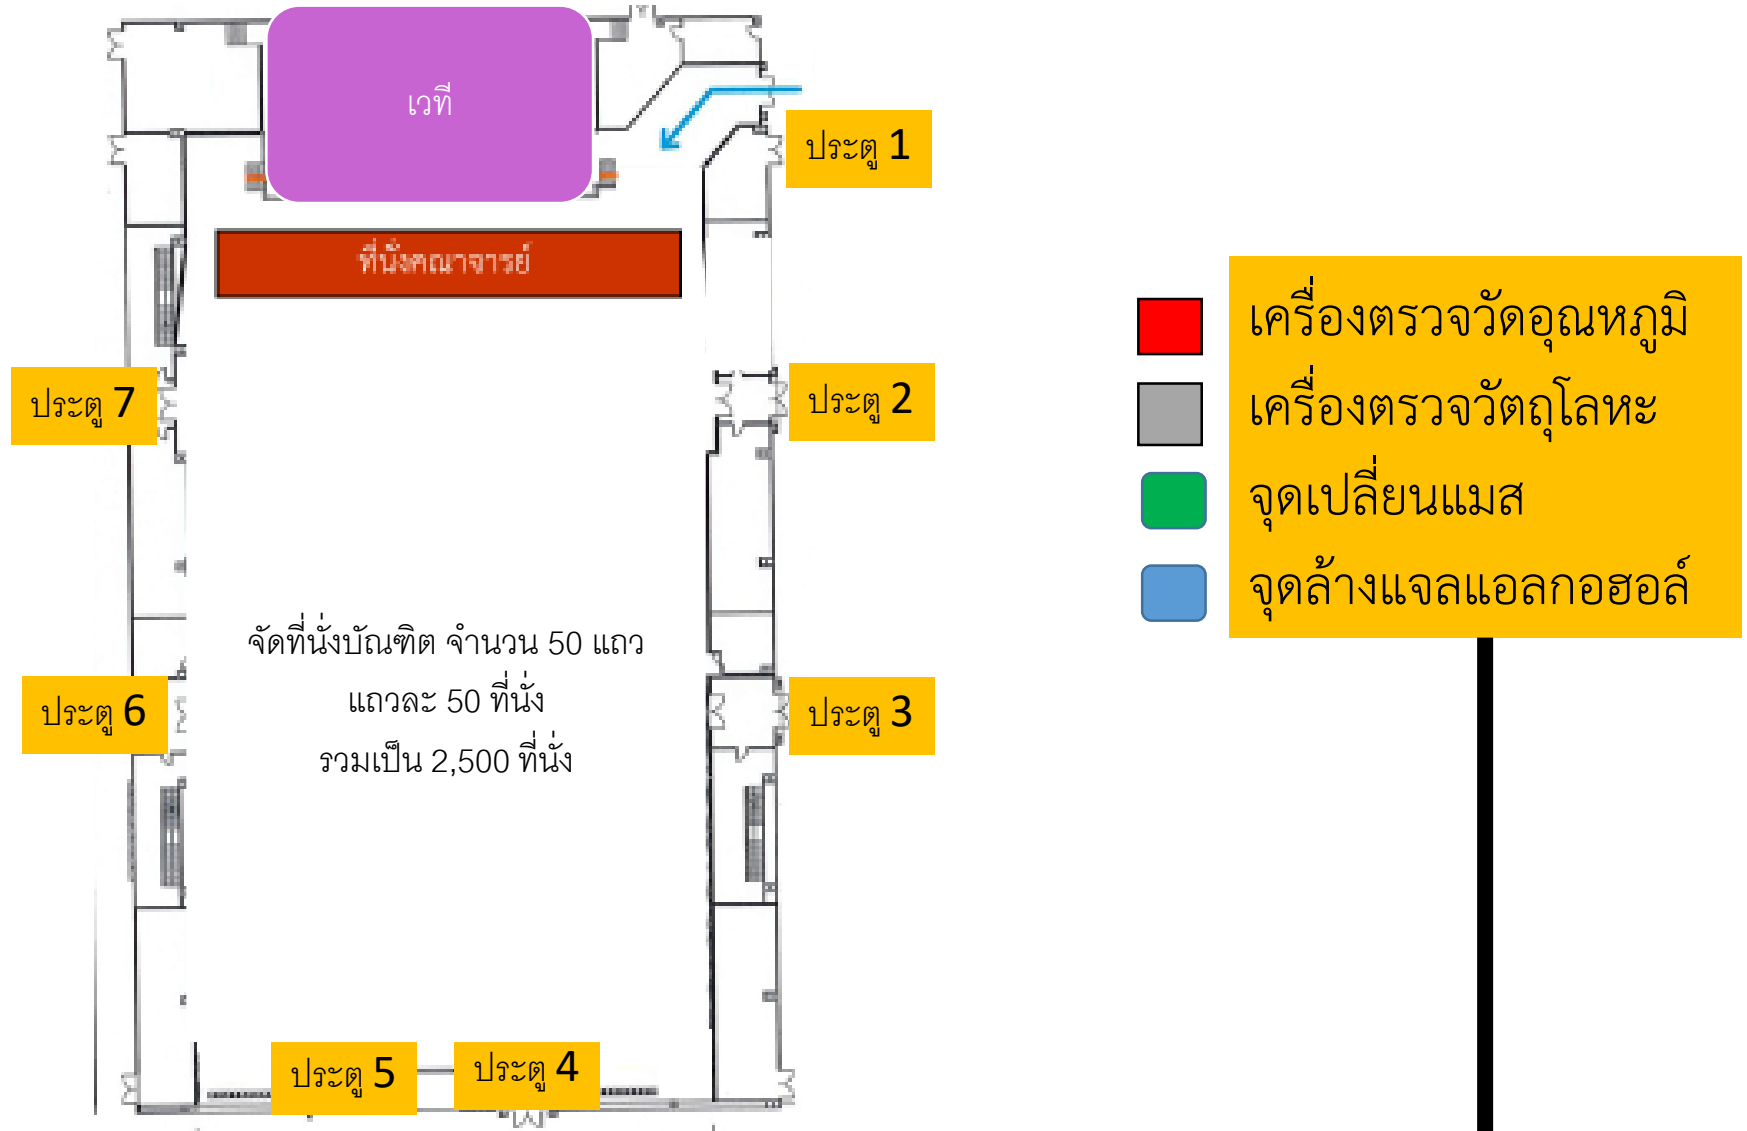 เวที
ประตู 1
ที่นั่งคณาจารย์
ประตู 7
ประตู 2
จัดที่นั่งบัณฑิต จำนวน 50 แถว
แถวละ 50 ที่นั่ง
รวมเป็น 2,500 ที่นั่ง
ประตู 6
ประตู 3
ประตู 5
ประตู 4
เครื่องตรวจวัดอุณหภูมิ
เครื่องตรวจวัตถุโลหะ
จุดเปลี่ยนแมส
จุดล้างแจลแอลกอฮอล์